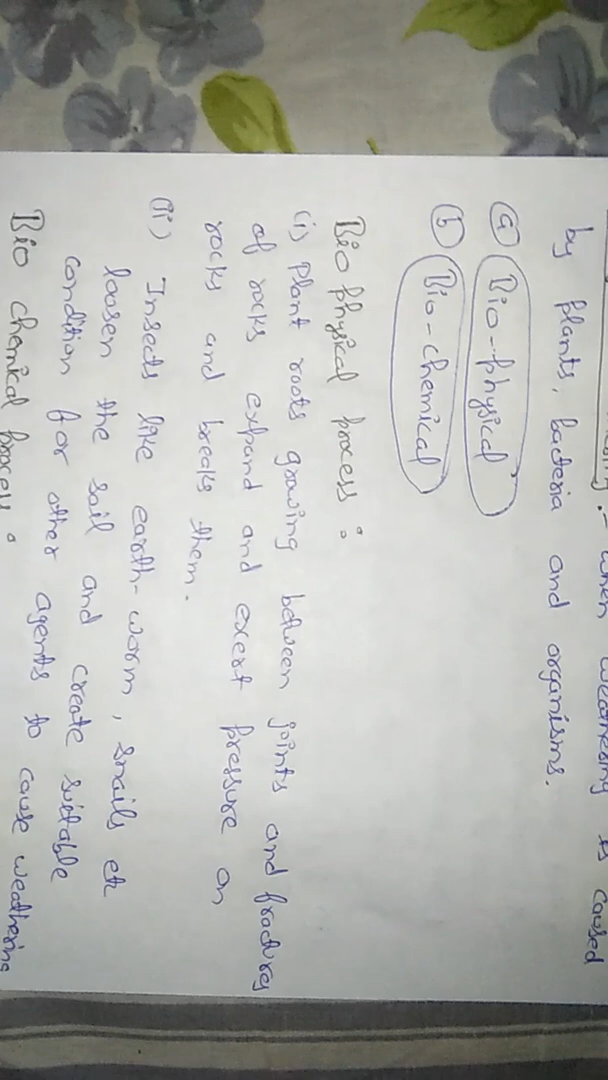 :- when weathering is caused
by plants, bacteria and organisms.
(a) Bio-physical
(b) Bio-chemical
Bio physical process :
(i) Plant roots growing between joints and fractures
of rocks expand and exert pressure on
rocks and breaks them.
(ii) Insects like earth-worm, snails etc
loosen the soil and create suitable
condition for other agents to cause weathering
Bio chemical process :